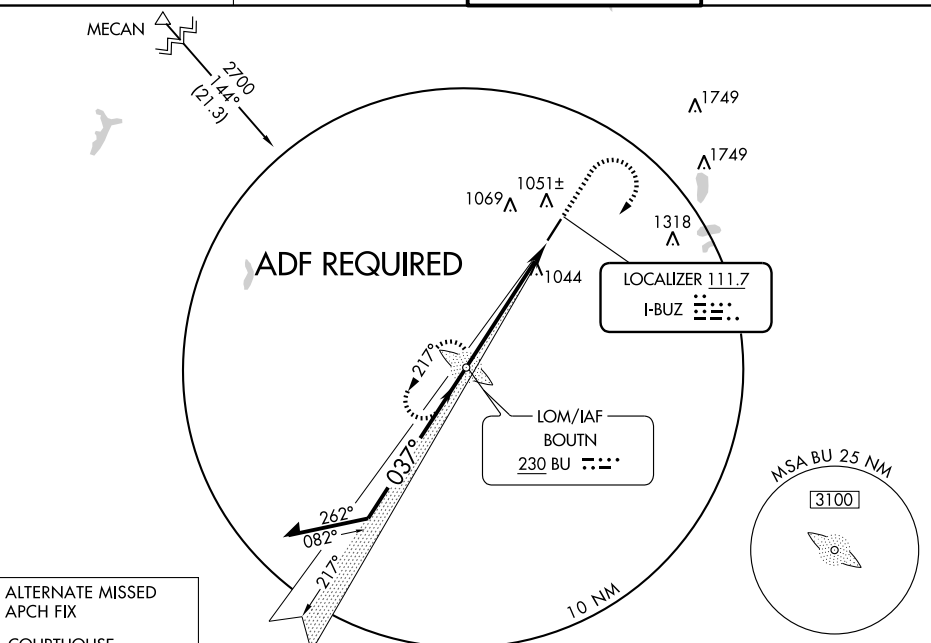 MECAN
2700
144°
(21.3)
1749
1749
1051±
1069
1318
ADF REQUIRED
1044
LOCALIZER 111.7
I-BUZ
217°
LOM/IAF
BOUTN
230 BU
037°
262°
082°
217°
10 NM
MSA BU 25 NM
3100
ALTERNATE MISSED
APCH FIX
COURTHOUSE